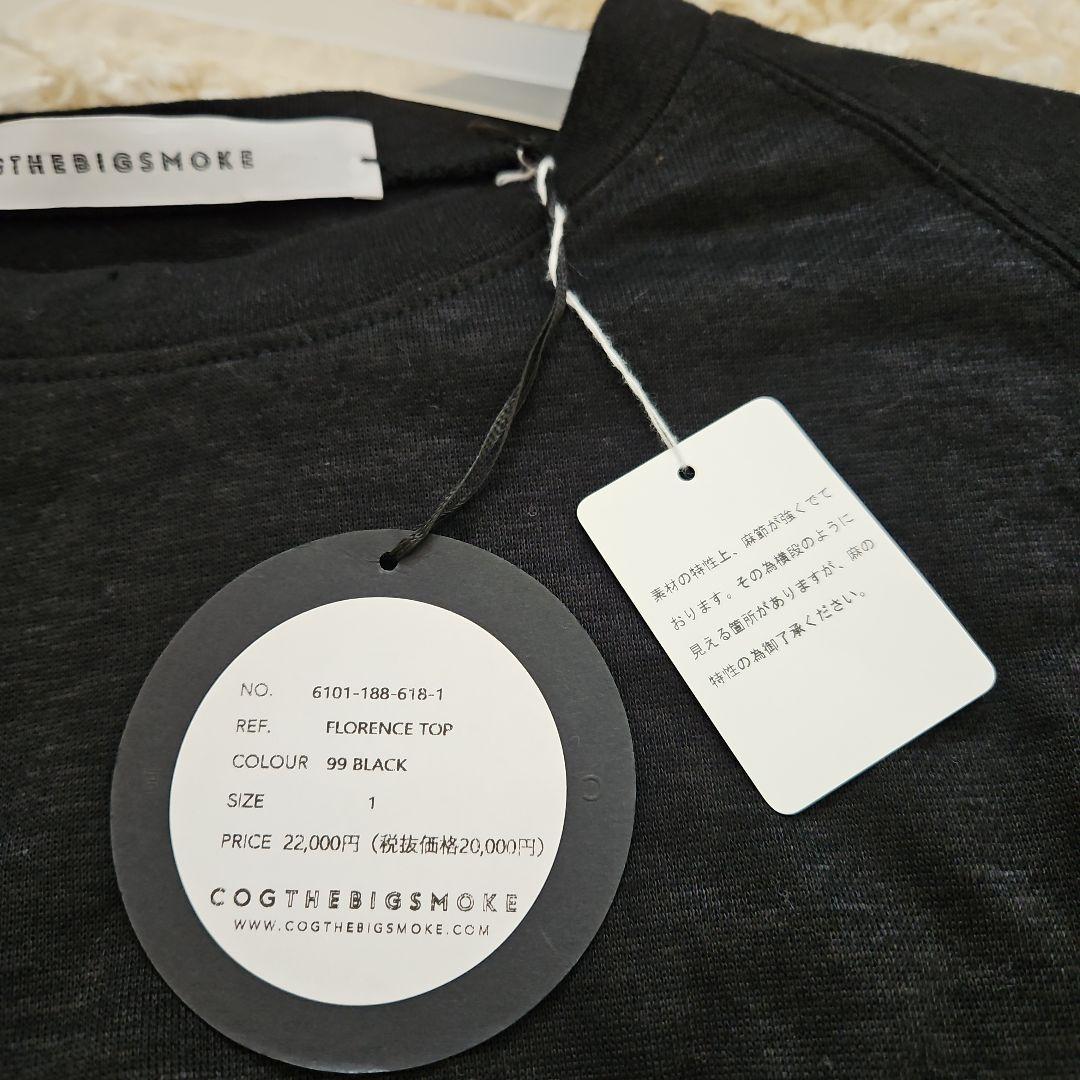 GTHEBIGSMOKE
素材の特性上、麻節が強くでて
おります。その為横段のように
見える箇所がありますが、麻の
特性の為御了承ください。
NO. 6101-188-618-1
REF. FLORENCE TOP
COLOUR 99 BLACK
SIZE 1
PRICE 22,000円（税抜価格20,000円）
COGTHEBIGSMOKE
WWW.COGTHEBIGSMOKE.COM